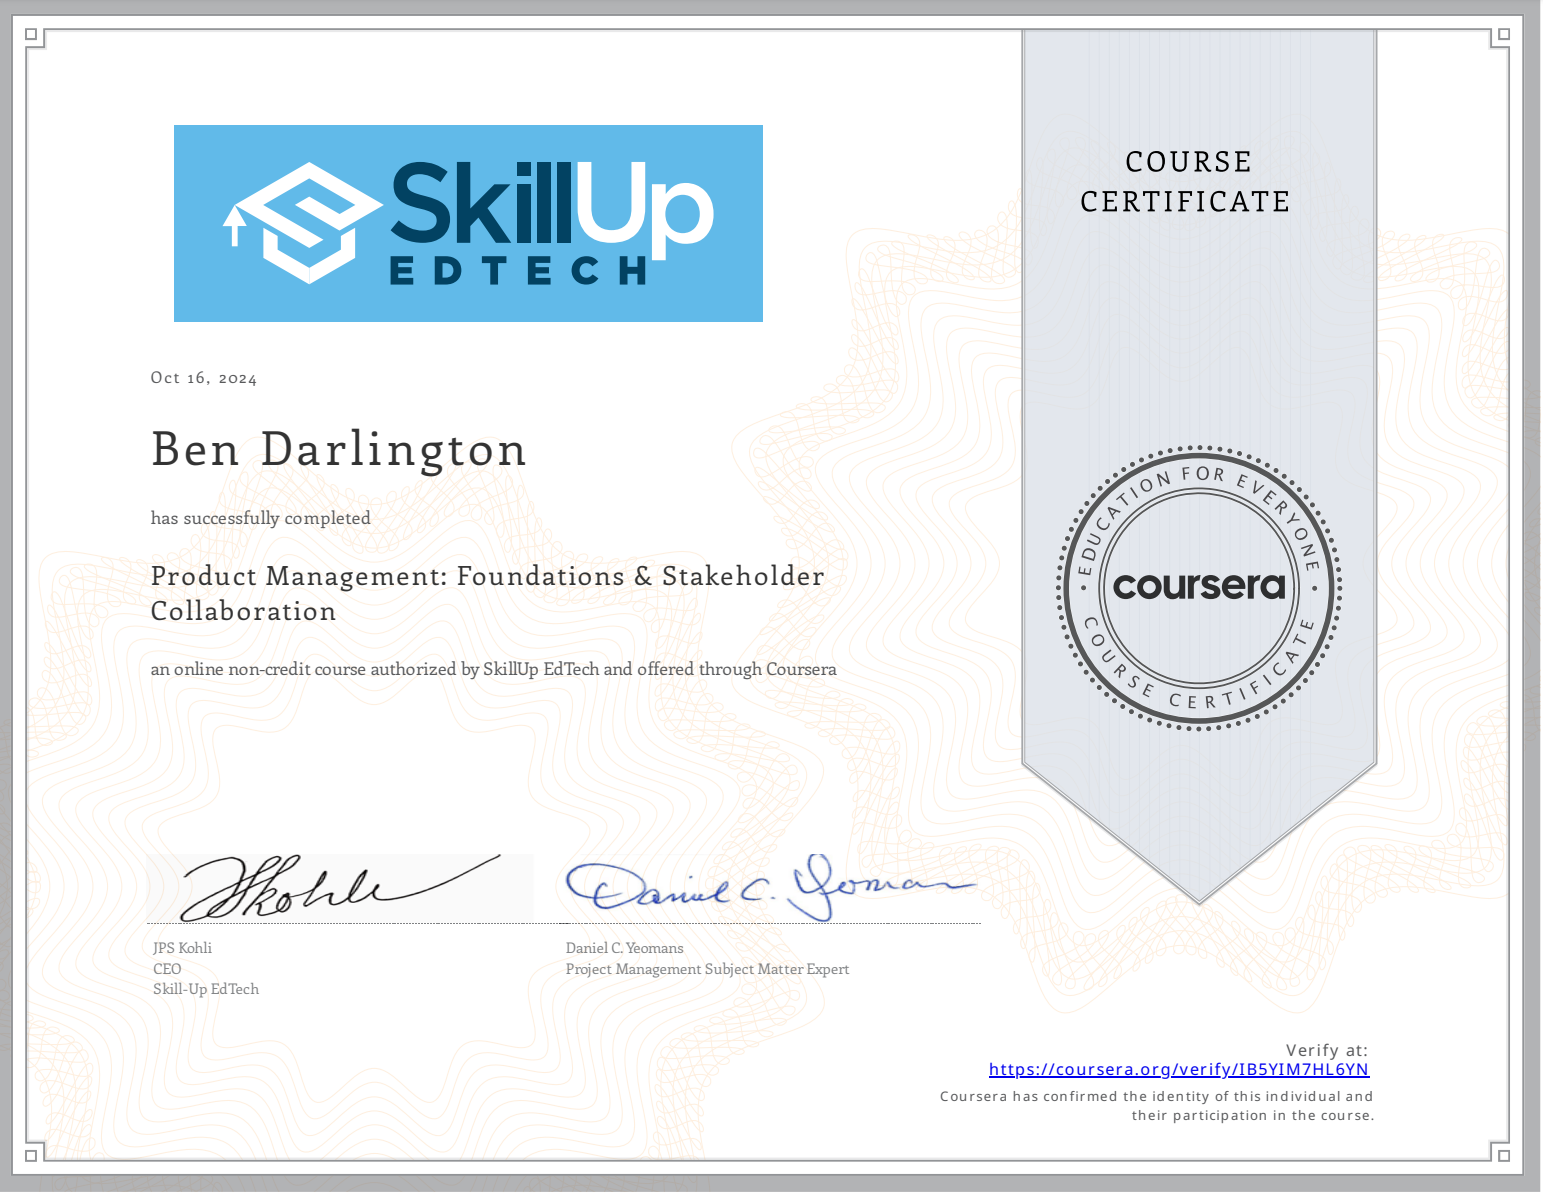 SkillUp
EDTECH
COURSE
CERTIFICATE
Oct 16, 2024
Ben Darlington
has successfully completed
Product Management: Foundations & Stakeholder
Collaboration
an online non-credit course authorized by SkillUp EdTech and offered through Coursera
EDUCATION FOR EVERYONE
coursera
COURSE CERTIFICATE
JSkohli
Daniel C. Yeoman
JPS Kohli
CEO
Skill-Up EdTech
Daniel C. Yeomans
Project Management Subject Matter Expert
Verify at:
https://coursera.org/verify/IB5YIM7HL6YN
Coursera has confirmed the identity of this individual and
their participation in the course.